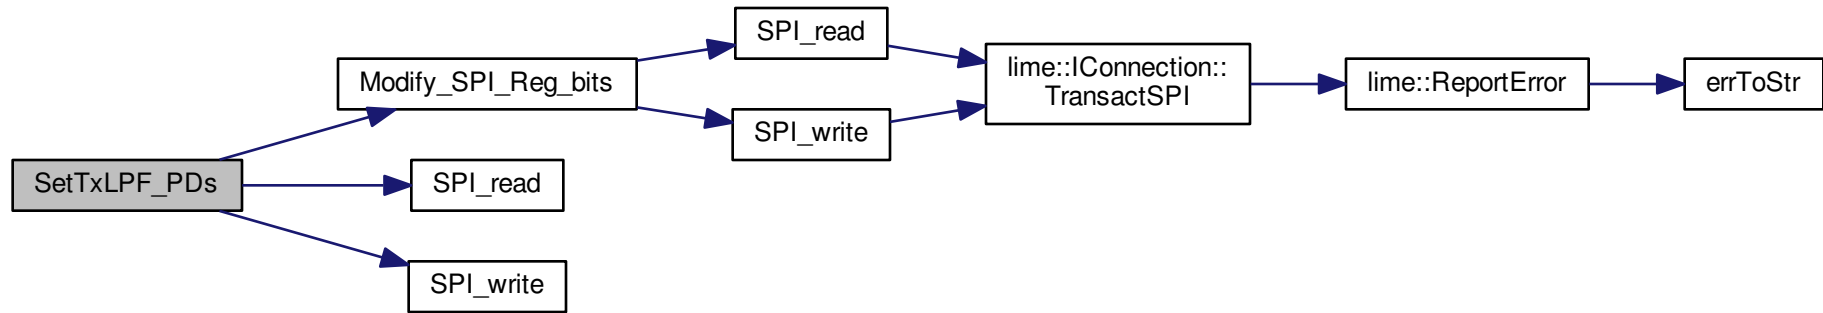 SetTxLPF_PDs
Modify_SPI_Reg_bits
SPI_read
SPI_write
SPI_read
SPI_write
lime::IConnection::
TransactSPI
lime::ReportError
errToStr